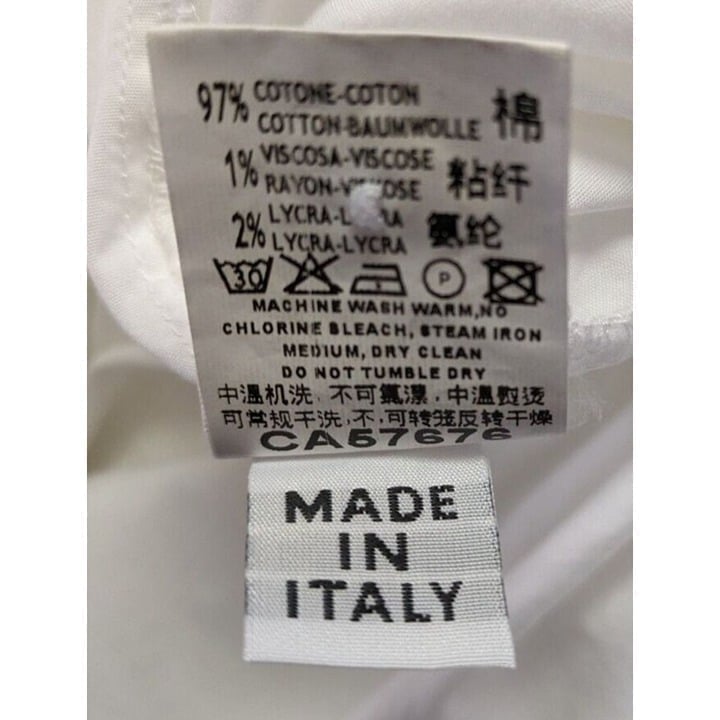 97% COTONE-COTON
COTTON-BAUMWOLLE 棉
1% VISCOSA-VISCOSE
RAYON-VISCOSE 粘纤
2% LYCRA-LYCRA
LYCRA-LYCRA 氨纶
30 P
MACHINE WASH WARM,NO
CHLORINE BLEACH, STEAM IRON
MEDIUM, DRY CLEAN
DO NOT TUMBLE DRY
中温机洗, 不可氯漂, 中温熨烫
可常规干洗,不,可转笼反转干燥
CA57676
MADE
IN
ITALY